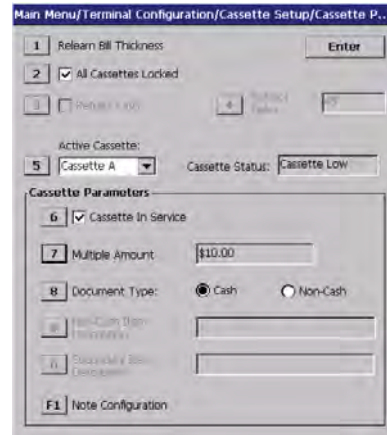 Main Menu/Terminal Configuration/Cassette Setup/Cassette P..
1 Relearn Bill Thickness Enter
2 All Cassettes Locked
3 4
Active Cassette:
5 Cassette A Cassette Status: Cassette Low
Cassette Parameters
6 Cassette In Service
7 Multiple Amount $10.00
8 Document Type: Cash Non-Cash
F1 Note Configuration